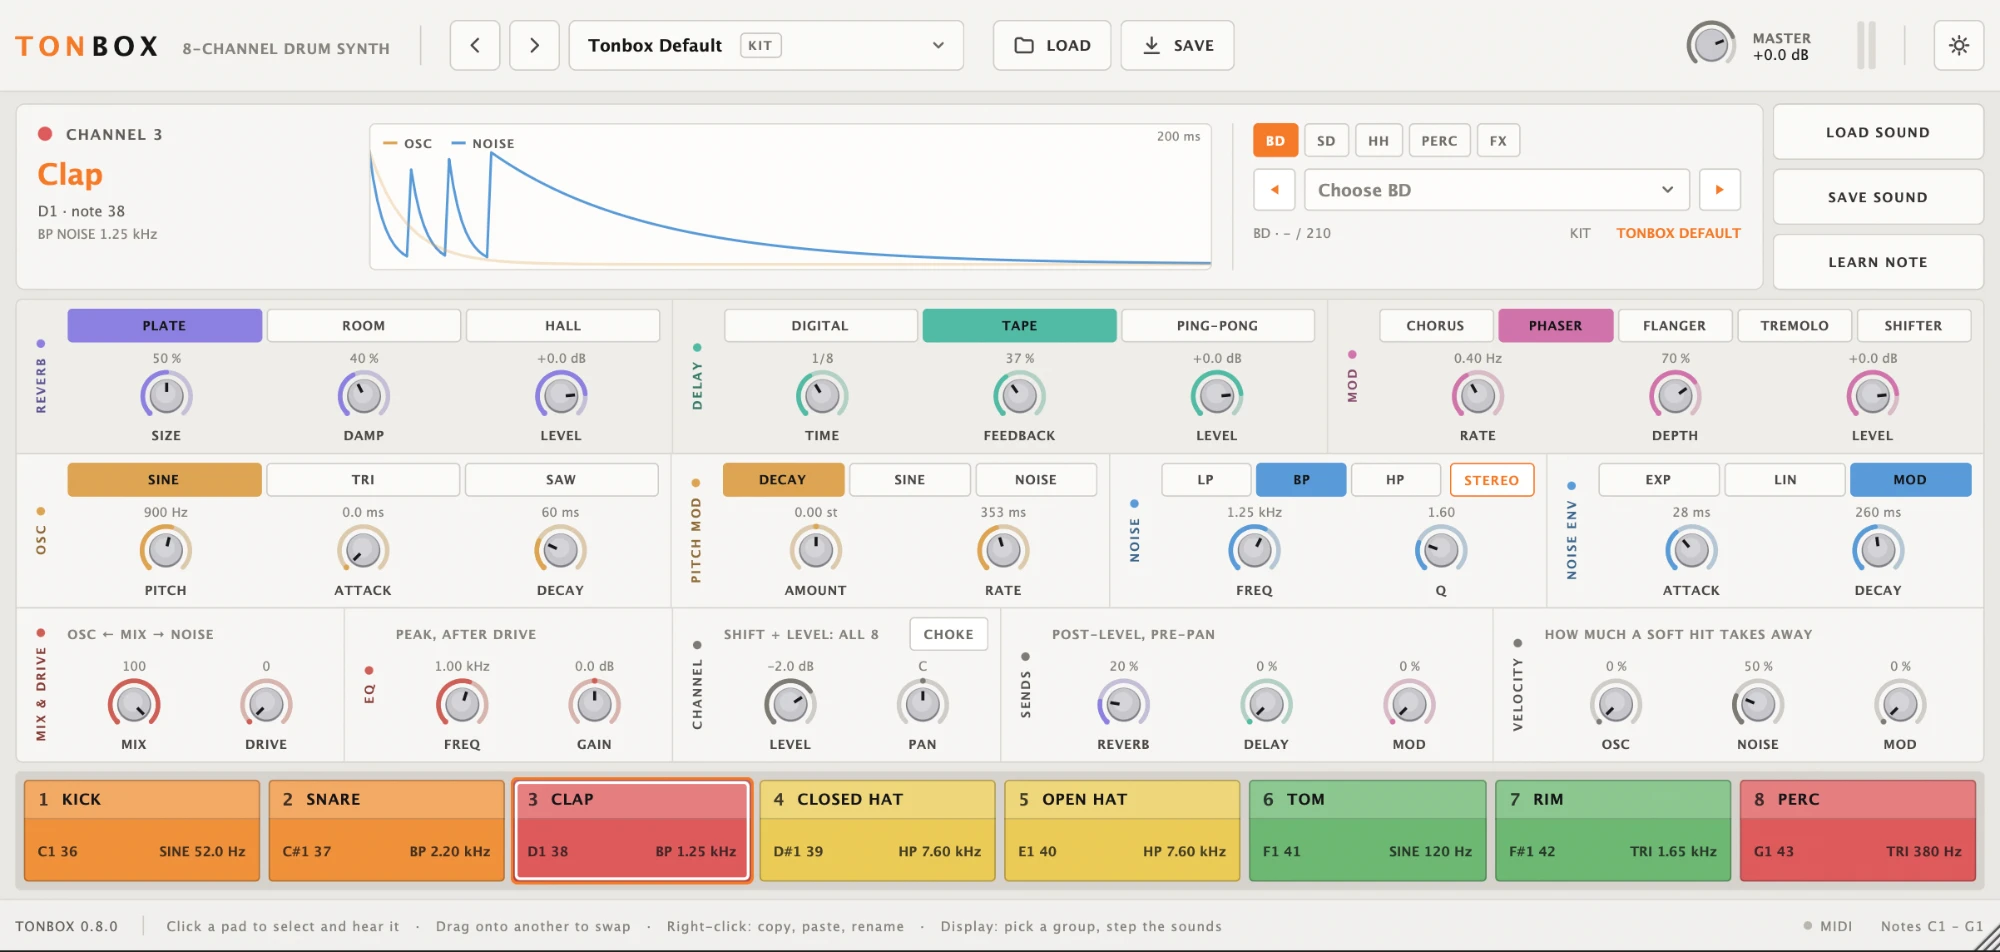 TONBOX 8-CHANNEL DRUM SYNTH Tonbox Default KIT LOAD SAVE MASTER +0.0 dB
CHANNEL 3
Clap
D1 · note 38
BP NOISE 1.25 kHz
OSC NOISE 200 ms
BD SD HH PERC FX
Choose BD
BD · – / 210 KIT TONBOX DEFAULT
LOAD SOUND
SAVE SOUND
LEARN NOTE
REVERB
PLATE ROOM HALL
50 % 40 % +0.0 dB
SIZE DAMP LEVEL
DELAY
DIGITAL TAPE PING-PONG
1/8 37 % +0.0 dB
TIME FEEDBACK LEVEL
MOD
CHORUS PHASER FLANGER TREMOLO SHIFTER
0.40 Hz 70 % +0.0 dB
RATE DEPTH LEVEL
OSC
SINE TRI SAW
900 Hz 0.0 ms 60 ms
PITCH ATTACK DECAY
PITCH MOD
DECAY SINE NOISE
0.00 st 353 ms
AMOUNT RATE
NOISE
LP BP HP STEREO
1.25 kHz 1.60
FREQ Q
NOISE ENV
EXP LIN MOD
28 ms 260 ms
ATTACK DECAY
MIX & DRIVE
OSC ← MIX → NOISE
100 0
MIX DRIVE
EQ
PEAK, AFTER DRIVE
1.00 kHz 0.0 dB
FREQ GAIN
CHANNEL
SHIFT + LEVEL: ALL 8 CHOKE
-2.0 dB C
LEVEL PAN
SENDS
POST-LEVEL, PRE-PAN
20 % 0 % 0 %
REVERB DELAY MOD
VELOCITY
HOW MUCH A SOFT HIT TAKES AWAY
0 % 50 % 0 %
OSC NOISE MOD
1 KICK
C1 36 SINE 52.0 Hz
2 SNARE
C#1 37 BP 2.20 kHz
3 CLAP
D1 38 BP 1.25 kHz
4 CLOSED HAT
D#1 39 HP 7.60 kHz
5 OPEN HAT
E1 40 HP 7.60 kHz
6 TOM
F1 41 SINE 120 Hz
7 RIM
F#1 42 TRI 1.65 kHz
8 PERC
G1 43 TRI 380 Hz
TONBOX 0.8.0 Click a pad to select and hear it · Drag onto another to swap · Right-click: copy, paste, rename · Display: pick a group, step the sounds MIDI Notes C1 – G1